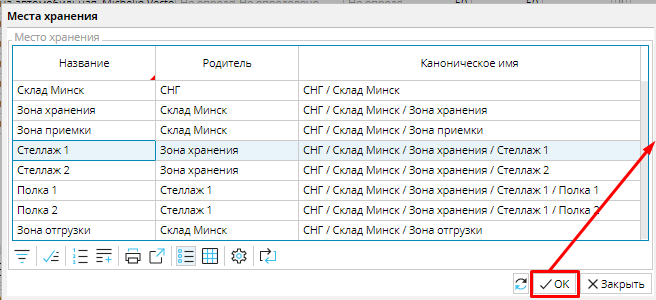 Места хранения
Место хранения
Название Родитель Каноническое имя
Склад Минск СНГ СНГ / Склад Минск
Зона хранения Склад Минск СНГ / Склад Минск / Зона хранения
Зона приемки Склад Минск СНГ / Склад Минск / Зона приемки
Стеллаж 1 Зона хранения СНГ / Склад Минск / Зона хранения / Стеллаж 1
Стеллаж 2 Зона хранения СНГ / Склад Минск / Зона хранения / Стеллаж 2
Полка 1 Стеллаж 1 СНГ / Склад Минск / Зона хранения / Стеллаж 1 / Полка 1
Полка 2 Стеллаж 1 СНГ / Склад Минск / Зона хранения / Стеллаж 1 / Полка 2
Зона отгрузки Склад Минск СНГ / Склад Минск / Зона отгрузки
OK Закрыть